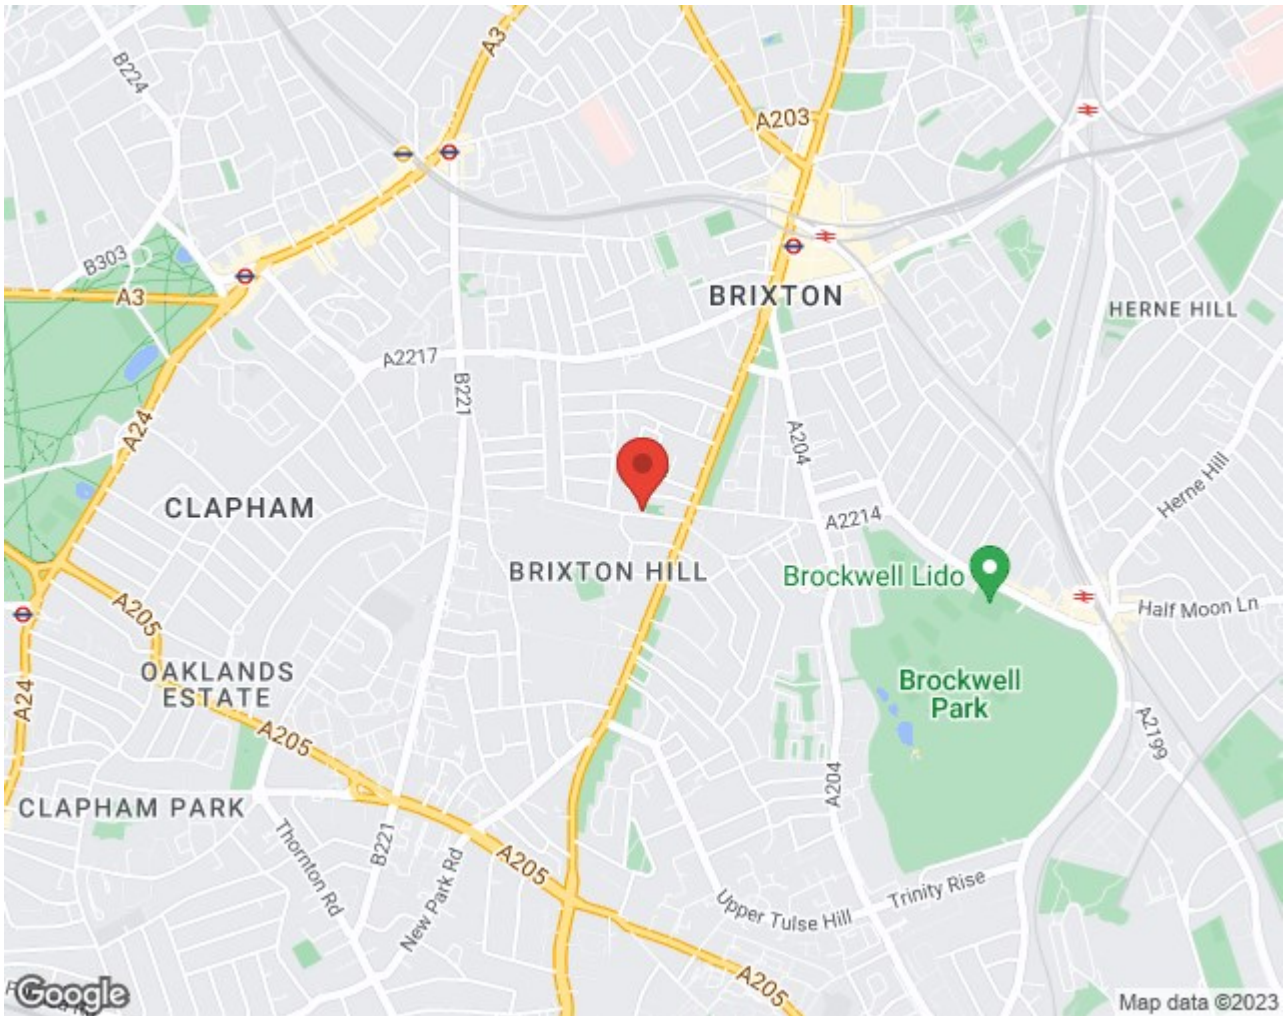 A3
B224
A203
B303
A3
BRIXTON
HERNE HILL
A2217
B221
A24
A204
Herne Hill
CLAPHAM
A2214
BRIXTON HILL
Brockwell Lido
A205
Half Moon Ln
OAKLANDS
ESTATE
Brockwell
Park
A24
A205
A2199
A204
CLAPHAM PARK
B221
Thornton Rd
New Park Rd
A205
Trinity Rise
Upper Tulse Hill
A205
Google
Map data ©2023